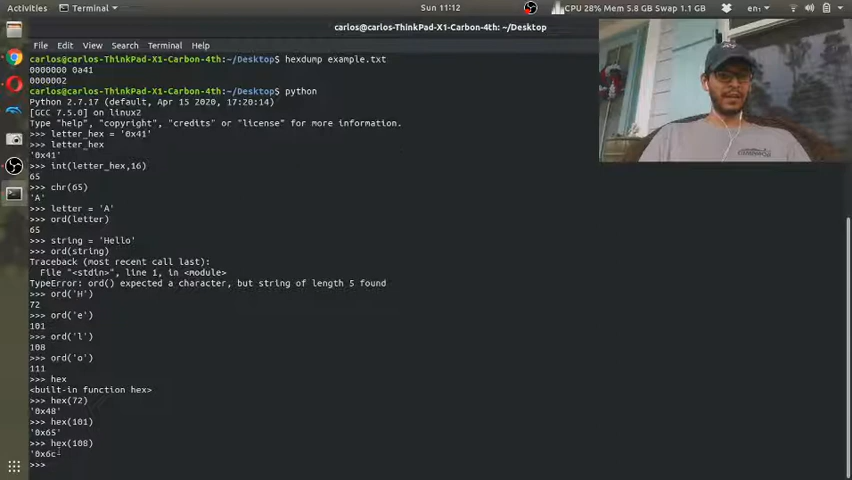 Activities
Terminal
Sun 11:12
CPU 28% Mem 5.8 GB Swap 1.1 GB
en
carlos@carlos-ThinkPad-X1-Carbon-4th: ~/Desktop
File Edit View Search Terminal Help
carlos@carlos-ThinkPad-X1-Carbon-4th:~/Desktop$ hexdump example.txt
0000000 0a41
0000002
carlos@carlos-ThinkPad-X1-Carbon-4th:~/Desktop$ python
Python 2.7.17 (default, Apr 15 2020, 17:20:14)
[GCC 7.5.0] on linux2
Type "help", "copyright", "credits" or "license" for more information.
>>> letter_hex = '0x41'
>>> letter_hex
'0x41'
>>> int(letter_hex,16)
65
>>> chr(65)
'A'
>>> letter = 'A'
>>> ord(letter)
65
>>> string = 'Hello'
>>> ord(string)
Traceback (most recent call last):
File "<stdin>", line 1, in <module>
TypeError: ord() expected a character, but string of length 5 found
>>> ord('H')
72
>>> ord('e')
101
>>> ord('l')
108
>>> ord('o')
111
>>> hex
<built-in function hex>
>>> hex(72)
'0x48'
>>> hex(101)
'0x65'
>>> hex(108)
'0x6c
>>>